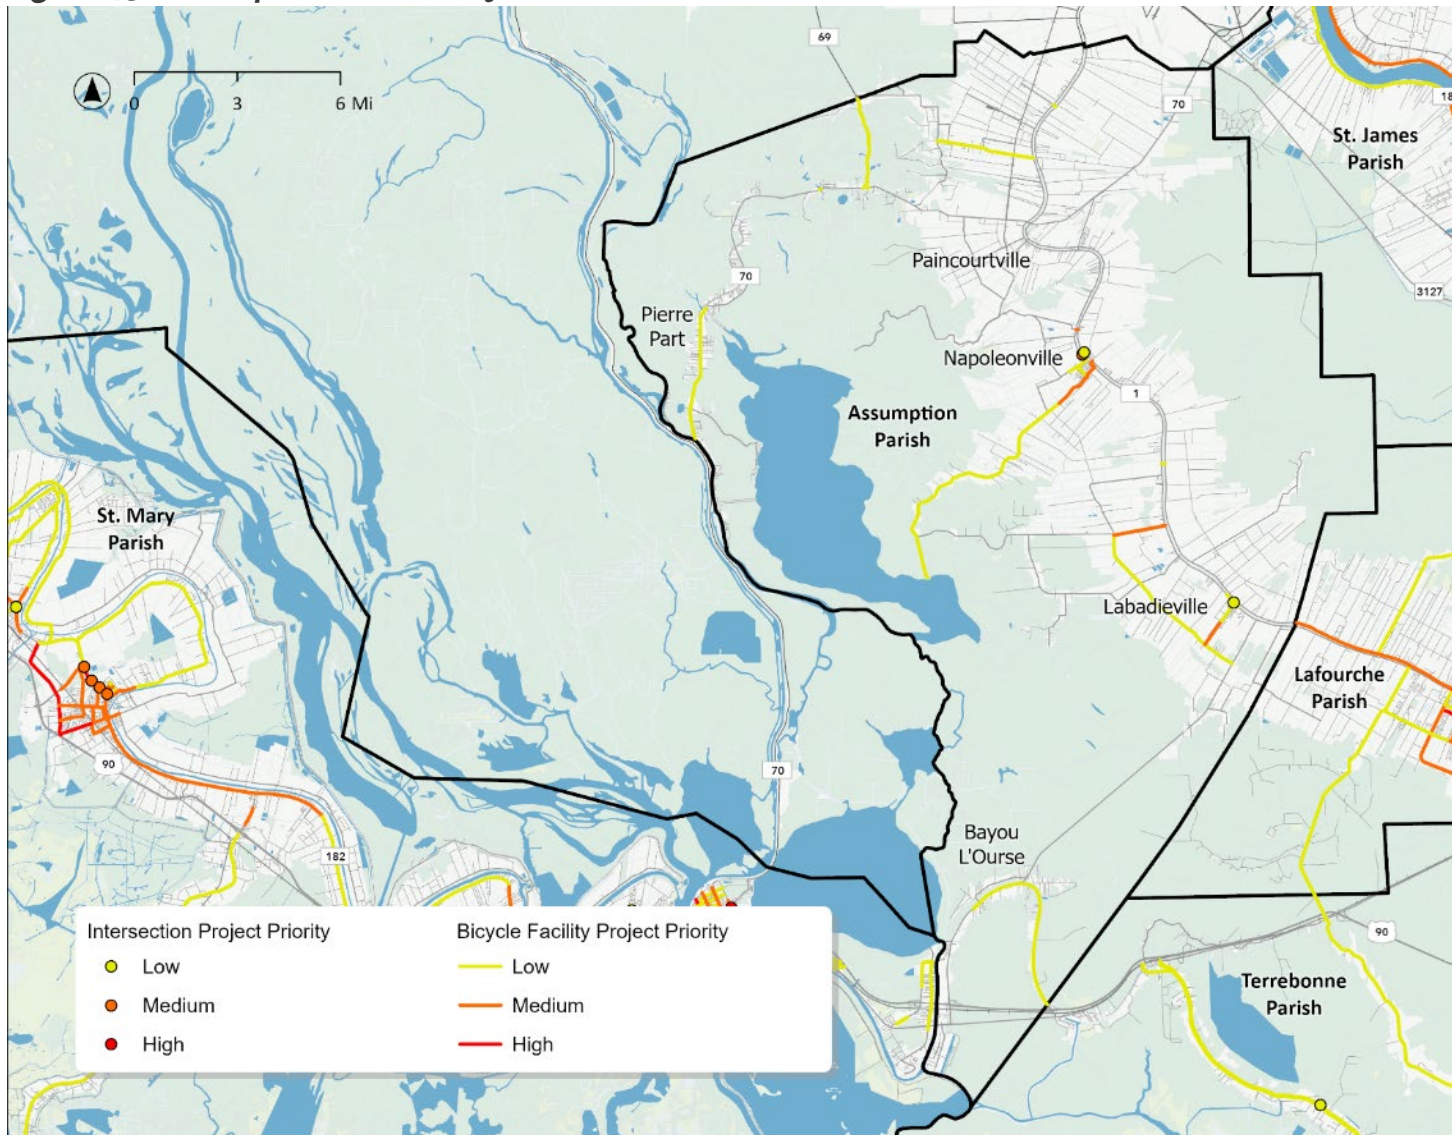 69
0
3
6 Mi
70
18
St. James
Parish
Paincourtville
70
3127
Pierre
Part
Napoleonville
1
Assumption
Parish
St. Mary
Parish
Labadieville
Lafourche
Parish
90
70
Bayou
L'Ourse
182
90
Intersection Project Priority
Low
Medium
High
Bicycle Facility Project Priority
Low
Medium
High
Terrebonne
Parish